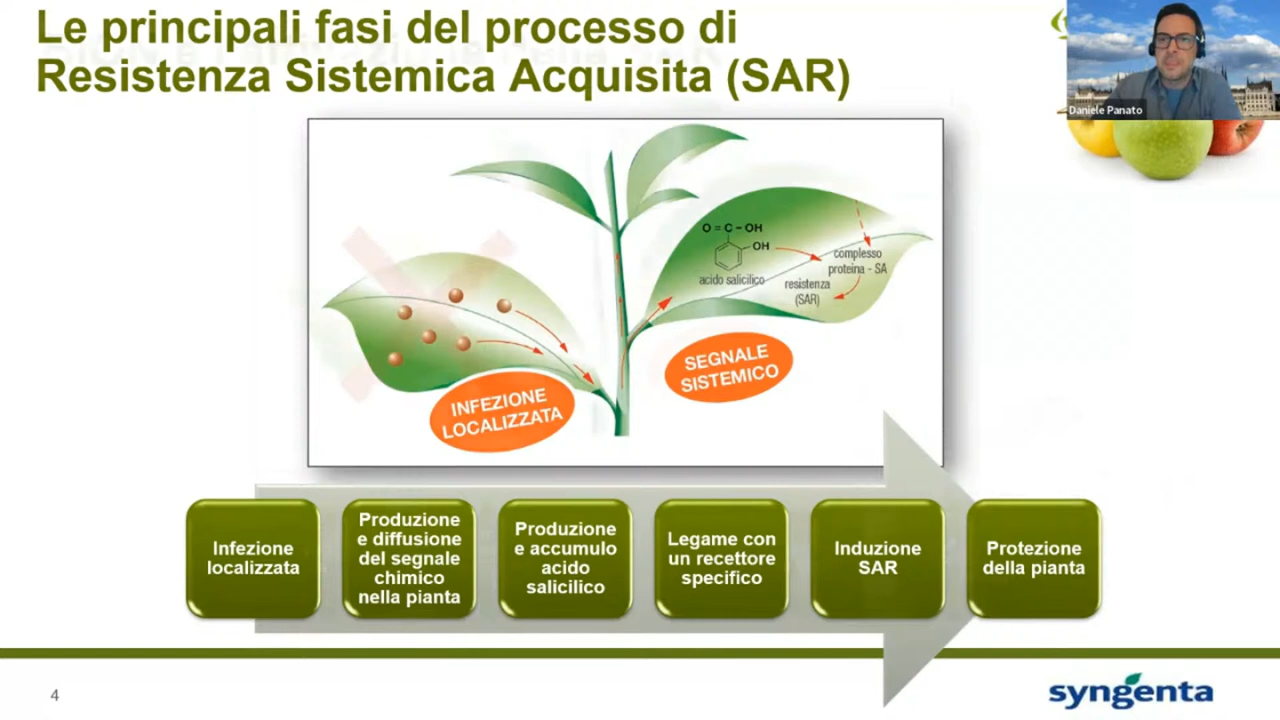 Le principali fasi del processo di
Resistenza Sistemica Acquisita (SAR)
Daniele Panato
O = C - OH
OH
acido salicilico
complesso
proteina - SA
resistenza
(SAR)
SEGNALE
SISTEMICO
INFEZIONE
LOCALIZZATA
Infezione
localizzata
Produzione
e diffusione
del segnale
chimico
nella pianta
Produzione
e accumulo
acido
salicilico
Legame con
un recettore
specifico
Induzione
SAR
Protezione
della pianta
4
syngenta